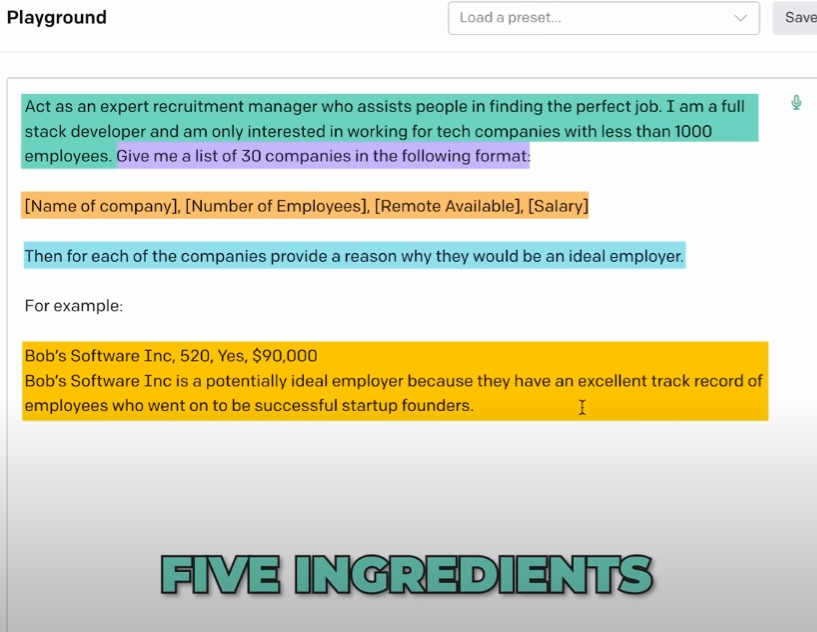 Playground
Load a preset...
Save
Act as an expert recruitment manager who assists people in finding the perfect job. I am a full
stack developer and am only interested in working for tech companies with less than 1000
employees. Give me a list of 30 companies in the following format:
[Name of company], [Number of Employees], [Remote Available], [Salary]
Then for each of the companies provide a reason why they would be an ideal employer.
For example:
Bob's Software Inc, 520, Yes, $90,000
Bob's Software Inc is a potentially ideal employer because they have an excellent track record of
employees who went on to be successful startup founders.
FIVE INGREDIENTS